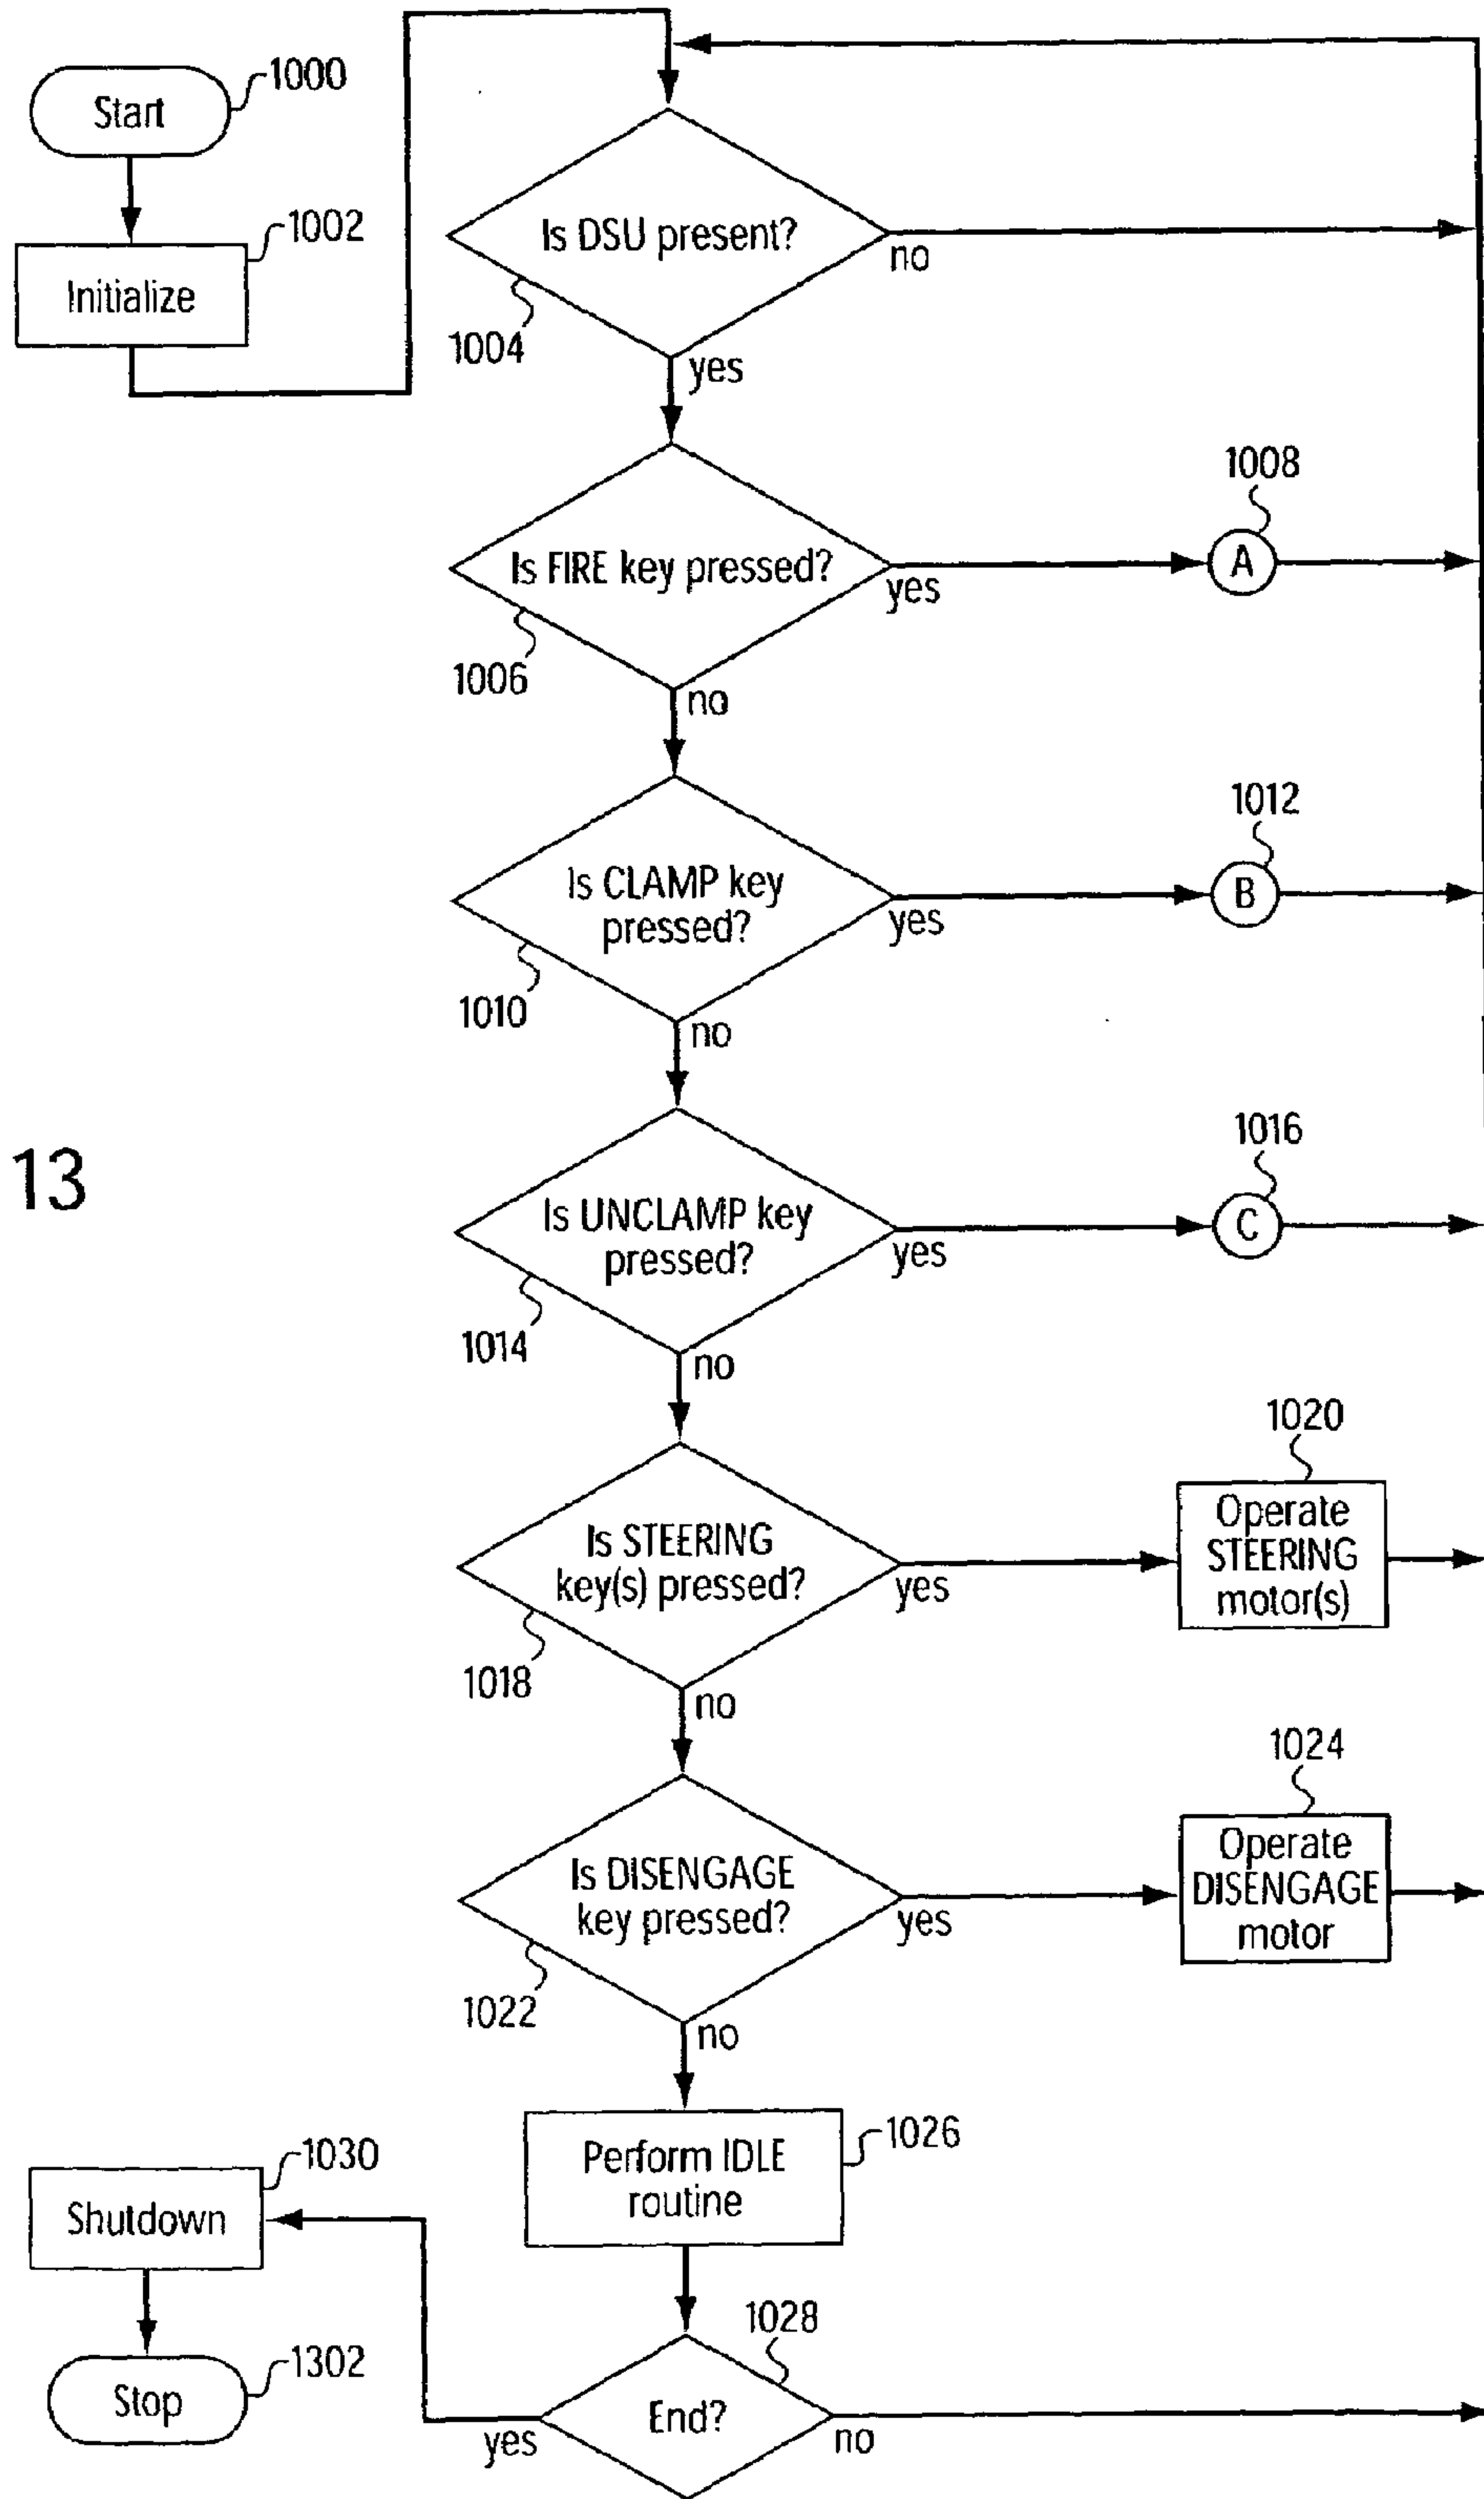 1000
Start
1002
Initialize
Is DSU present?
no
1004
yes
1008
Is FIRE key pressed?
A
yes
1006
no
1012
Is CLAMP key
pressed?
B
yes
1010
no
13
1016
Is UNCLAMP key
pressed?
C
yes
1014
no
1020
Is STEERING
key(s) pressed?
yes
Operate
STEERING
motor(s)
1018
no
1024
Is DISENGAGE
key pressed?
yes
Operate
DISENGAGE
motor
1022
no
1026
Perform IDLE
routine
1030
Shutdown
1028
1302
Stop
End?
yes
no